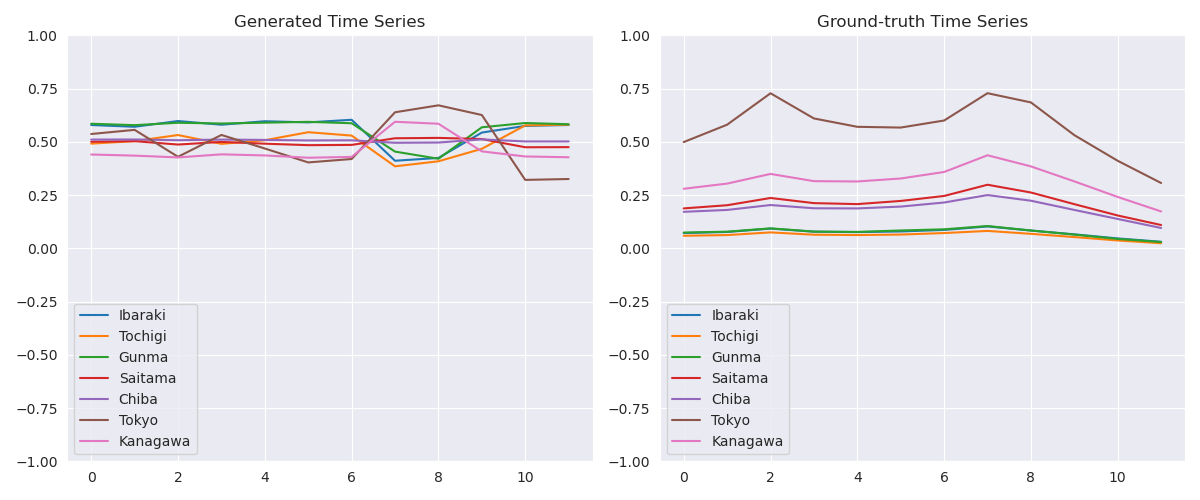 Generated Time Series
1.00
0.75
0.50
0.25
0.00
−0.25
−0.50
−0.75
−1.00
Ibaraki
Tochigi
Gunma
Saitama
Chiba
Tokyo
Kanagawa
0 2 4 6 8 10
Ground-truth Time Series
1.00
0.75
0.50
0.25
0.00
−0.25
−0.50
−0.75
−1.00
Ibaraki
Tochigi
Gunma
Saitama
Chiba
Tokyo
Kanagawa
0 2 4 6 8 10